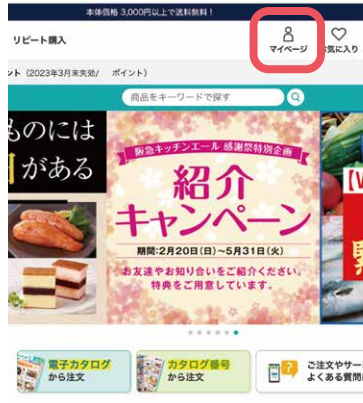 本体価格 3,000円以上で送料無料！
リピート購入
マイページ
お気に入り
ント（2023年3月末失効/　ポイント）
商品をキーワードで探す
ものには
がある
阪急キッチンエール 感謝祭特別企画
紹介
キャンペーン
期間:2月20日(日)～5月31日(火)
お友達やお知り合いをご紹介ください。
特典をご用意しています。
電子カタログ
から注文
カタログ番号
から注文
ご注文やサー
よくある質問